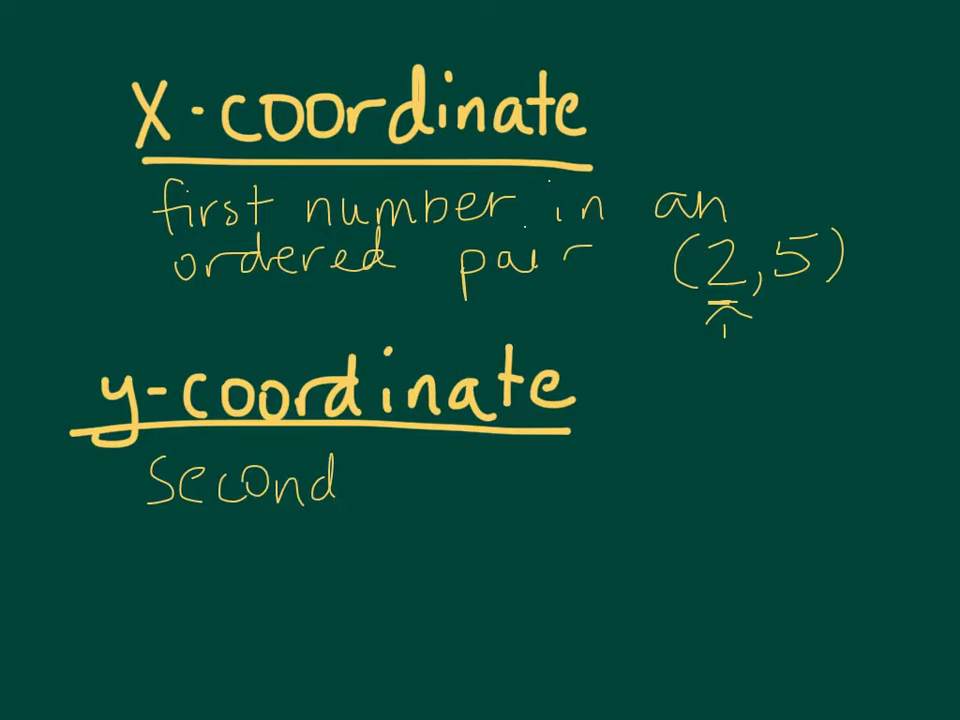 x-coordinate
first number in an
ordered pair (2,5)
y-coordinate
second